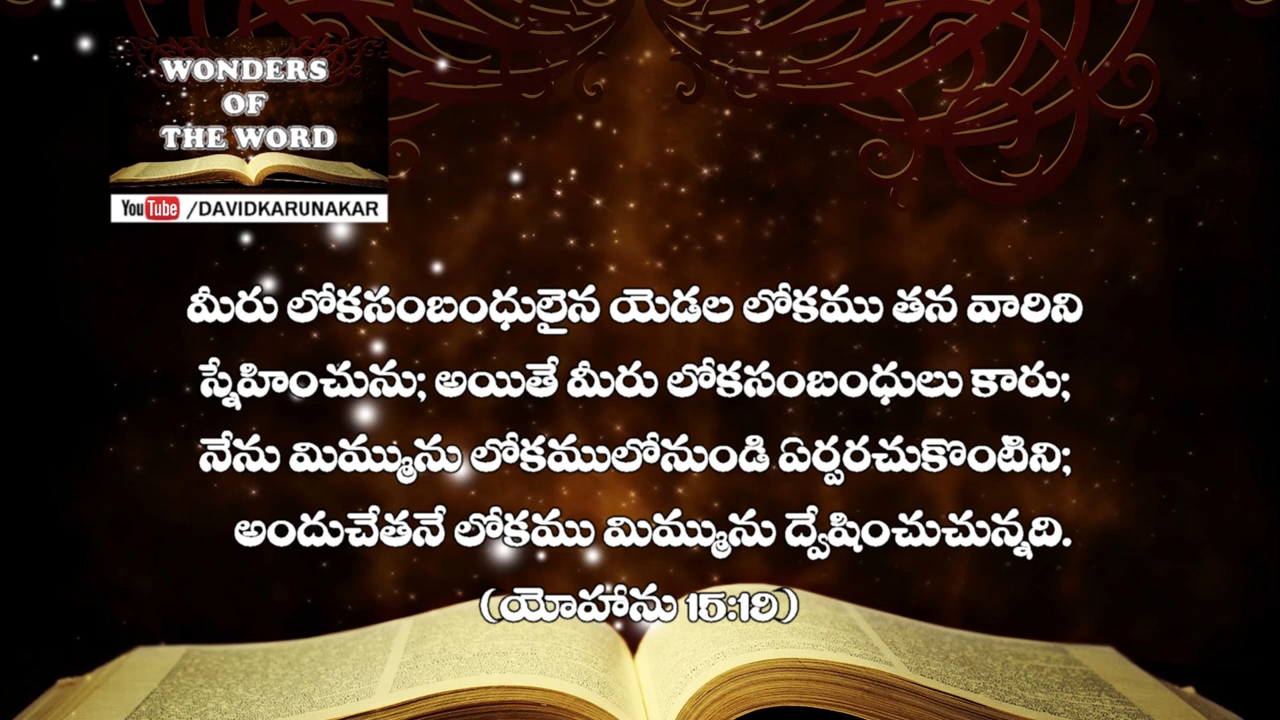 WONDERS
OF
THE WORD
YouTube /DAVIDKARUNAKAR
మీరు లోకసంబంధులైన యెడల లోకము తన వారిని
స్నేహించును; అయితే మీరు లోకసంబంధులు కారు;
నేను మిమ్మును లోకములోనుండి ఏర్పరచుకొంటిని;
అందుచేతనే లోకము మిమ్మును ద్వేషించుచున్నది.
(యోహాను 15:19)